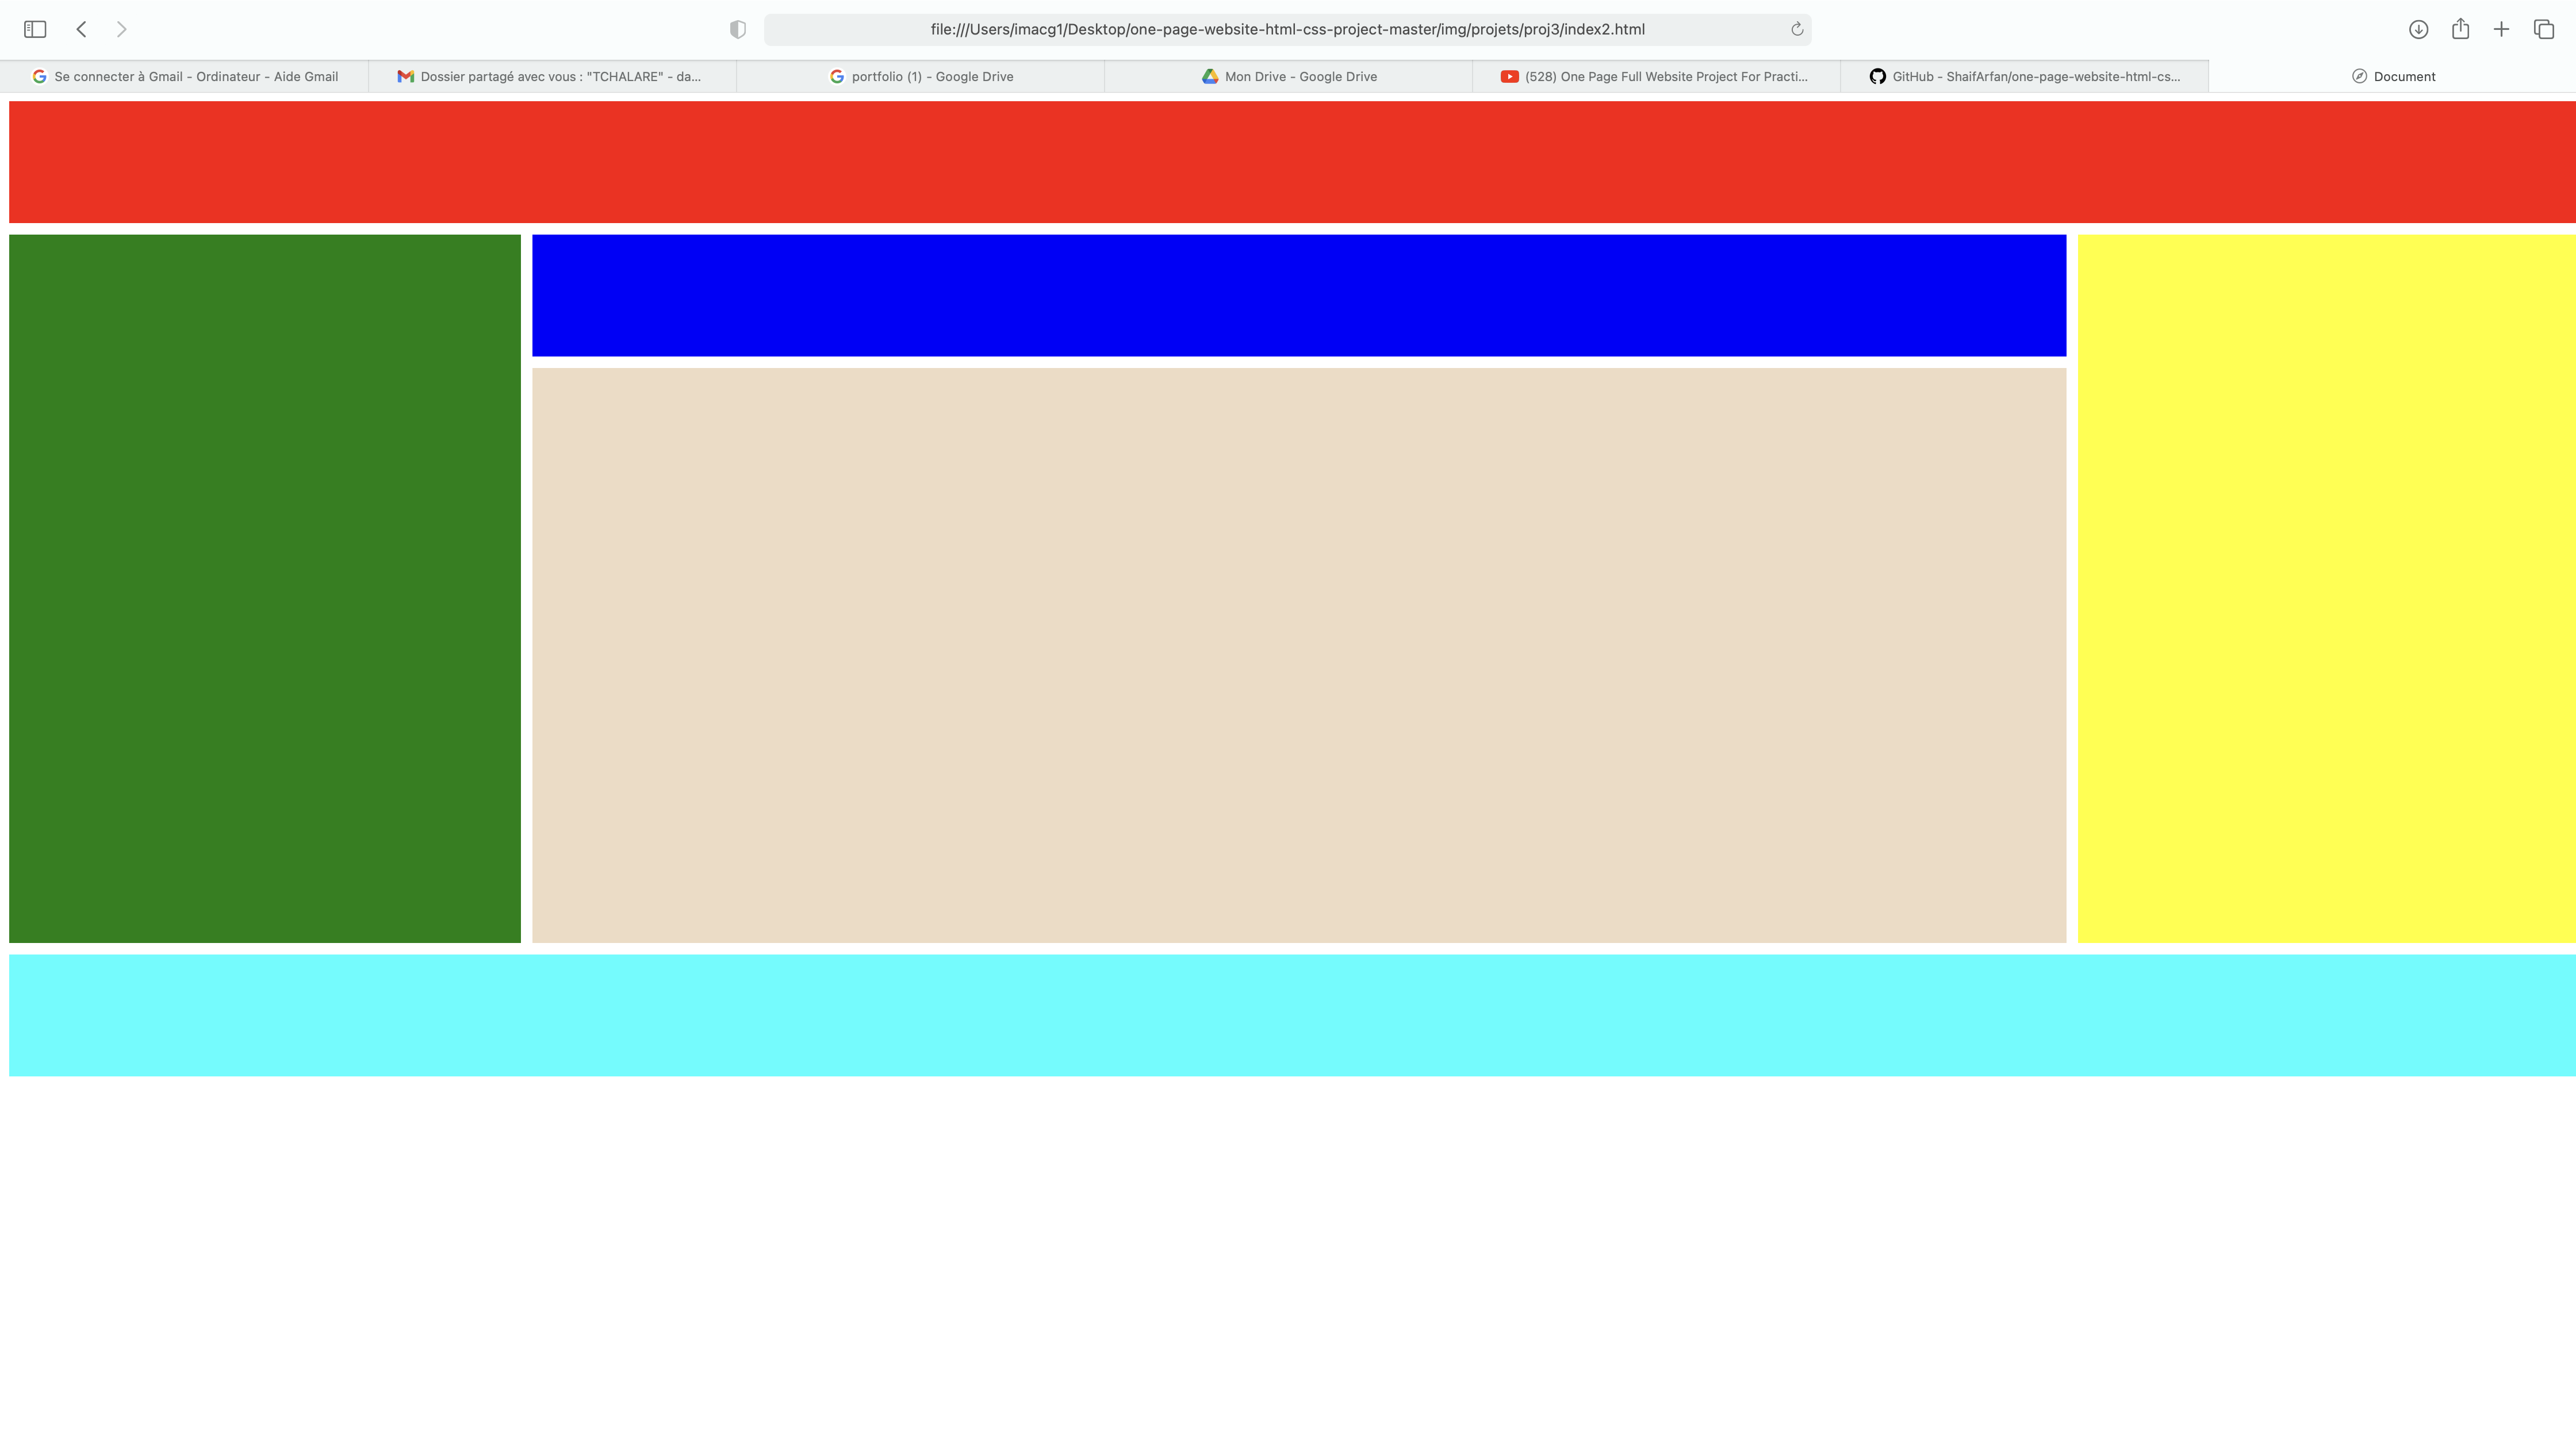 file:///Users/imacg1/Desktop/one-page-website-html-css-project-master/img/projets/proj3/index2.html
Se connecter à Gmail - Ordinateur - Aide Gmail
Dossier partagé avec vous : "TCHALARE" - da...
portfolio (1) - Google Drive
Mon Drive - Google Drive
(528) One Page Full Website Project For Practi...
GitHub - ShaifArfan/one-page-website-html-cs...
Document